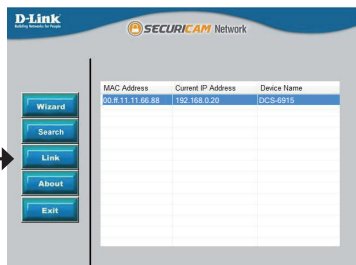 D-Link
Building Networks for People
SECURICAM Network
MAC Address Current IP Address Device Name
00.ff.11.11.66.88 192.168.0.20 DCS-6915
Wizard
Search
Link
About
Exit